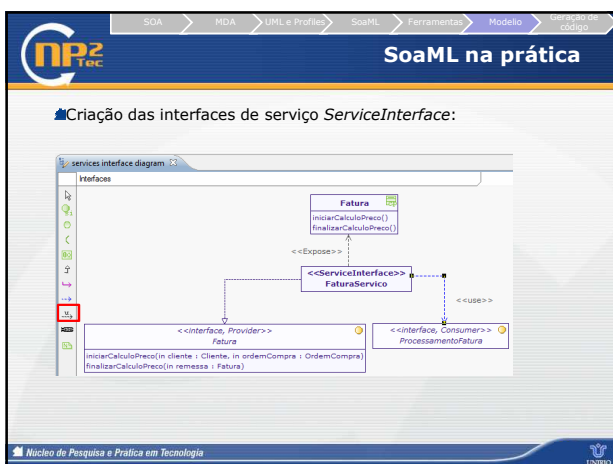 SOA
MDA
UML e Profiles
SoaML
Ferramentas
Modelio
Geração de
código
NP2
Tec
SoaML na prática
Criação das interfaces de serviço ServiceInterface:
services interface diagram
interfaces
Fatura
iniciarCalculoPreco()
finalizarCalculoPreco()
<<Expose>>
<<ServiceInterface>>
FaturaServico
<<use>>
<<interface, Provider>>
Fatura
iniciarCalculoPreco(in cliente : Cliente, in ordemCompra : OrdemCompra)
finalizarCalculoPreco(in remessa : Fatura)
<<interface, Consumer>>
ProcessamentoFatura
Núcleo de Pesquisa e Prática em Tecnologia
UNIRIO